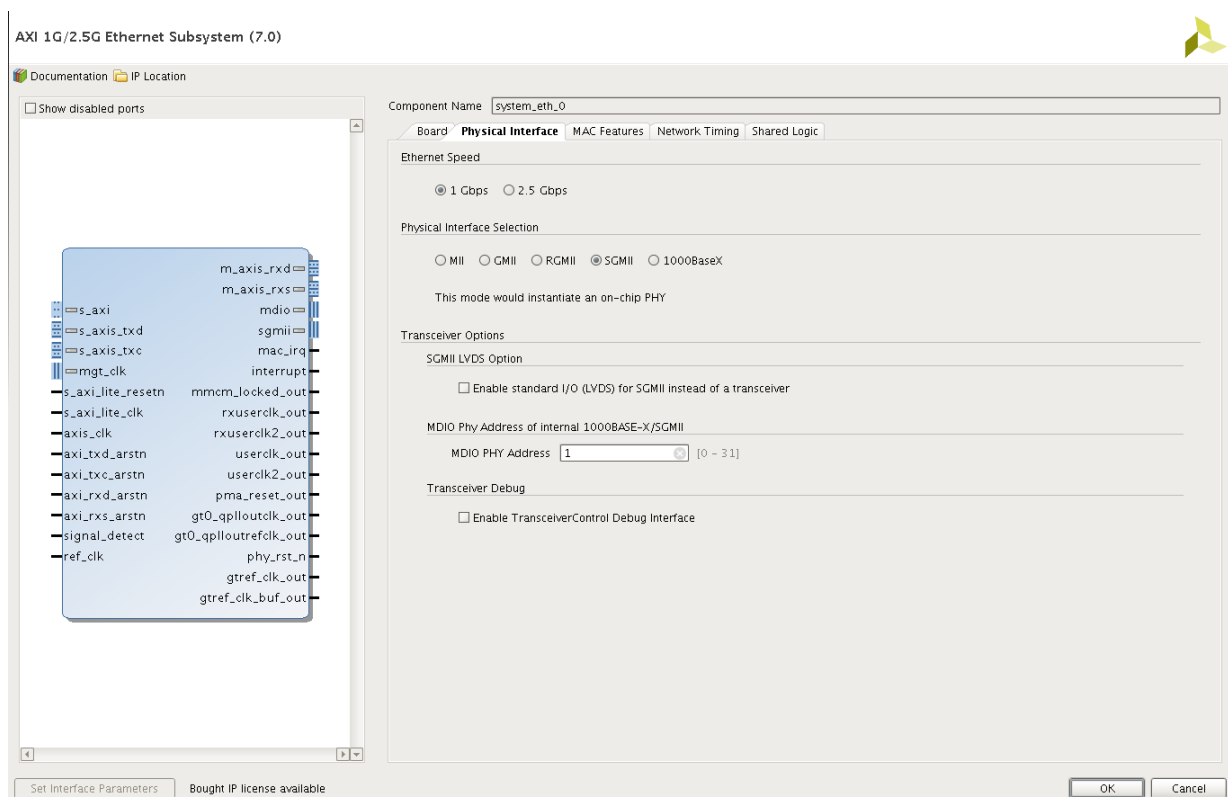 AXI 1G/2.5G Ethernet Subsystem (7.0)
Documentation IP Location
Show disabled ports
m_axis_rxd
m_axis_rxs
s_axi mdio
s_axis_txd sgmii
s_axis_txc mac_irq
mgt_clk interrupt
s_axi_lite_resetn mmcm_locked_out
s_axi_lite_clk rxuserclk_out
axis_clk rxuserclk2_out
axi_txd_arstn userclk_out
axi_txc_arstn userclk2_out
axi_rxd_arstn pma_reset_out
axi_rxs_arstn gt0_qplloutclk_out
signal_detect gt0_qplloutrefclk_out
ref_clk phy_rst_n
gtref_clk_out
gtref_clk_buf_out
Component Name system_eth_0
Board Physical Interface MAC Features Network Timing Shared Logic
Ethernet Speed
1 Gbps 2.5 Gbps
Physical Interface Selection
MII GMII RGMII SGMII 1000BaseX
This mode would instantiate an on-chip PHY
Transceiver Options
SGMII LVDS Option
Enable standard I/O (LVDS) for SGMII instead of a transceiver
MDIO Phy Address of internal 1000BASE-X/SGMII
MDIO PHY Address 1 [0 - 31]
Transceiver Debug
Enable TransceiverControl Debug Interface
Set Interface Parameters Bought IP license available OK Cancel